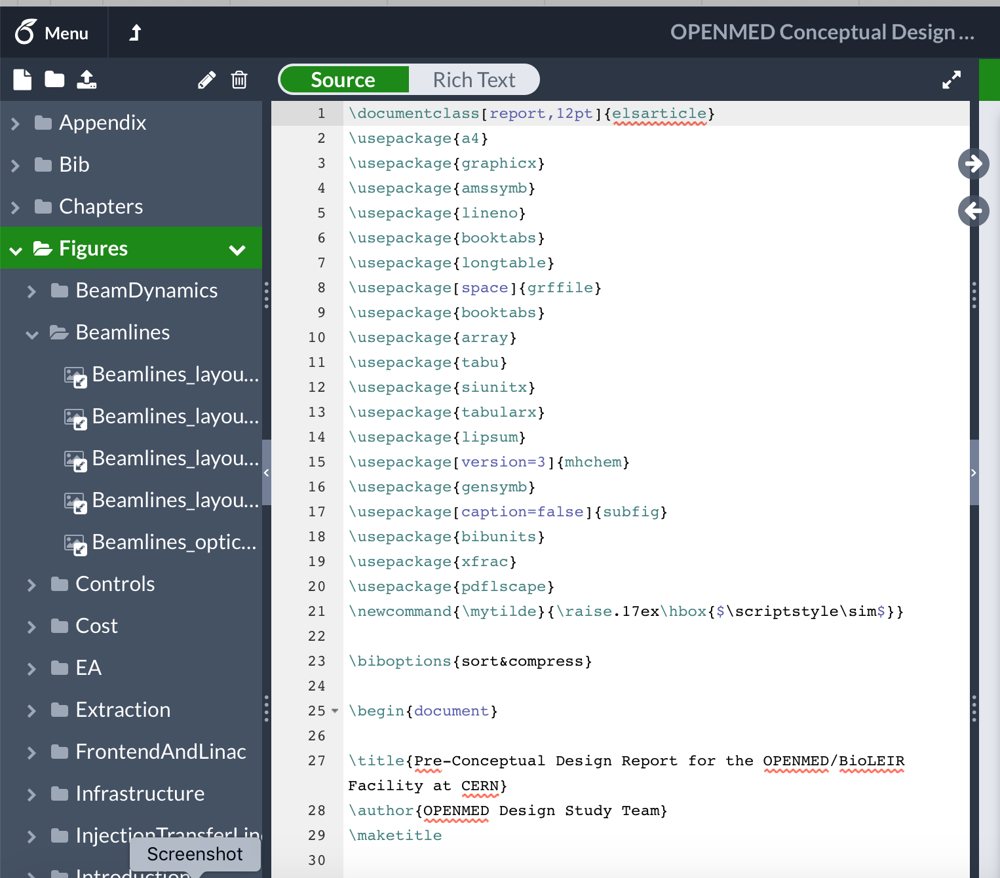 Menu
OPENMED Conceptual Design ...
Source
Rich Text
Appendix
Bib
Chapters
Figures
BeamDynamics
Beamlines
Beamlines_layou...
Beamlines_layou...
Beamlines_layou...
Beamlines_layou...
Beamlines_optic...
Controls
Cost
EA
Extraction
FrontendAndLinac
Infrastructure
InjectionTransferLin
Introduction
Screenshot
1 \documentclass[report,12pt]{elsarticle}
2 \usepackage{a4}
3 \usepackage{graphicx}
4 \usepackage{amssymb}
5 \usepackage{lineno}
6 \usepackage{booktabs}
7 \usepackage{longtable}
8 \usepackage[space]{grffile}
9 \usepackage{booktabs}
10 \usepackage{array}
11 \usepackage{tabu}
12 \usepackage{siunitx}
13 \usepackage{tabularx}
14 \usepackage{lipsum}
15 \usepackage[version=3]{mhchem}
16 \usepackage{gensymb}
17 \usepackage[caption=false]{subfig}
18 \usepackage{bibunits}
19 \usepackage{xfrac}
20 \usepackage{pdflscape}
21 \newcommand{\mytilde}{\raise.17ex\hbox{$\scriptstyle\sim$}}
22
23 \biboptions{sort&compress}
24
25 \begin{document}
26
27 \title{Pre-Conceptual Design Report for the OPENMED/BioLEIR
Facility at CERN}
28 \author{OPENMED Design Study Team}
29 \maketitle
30